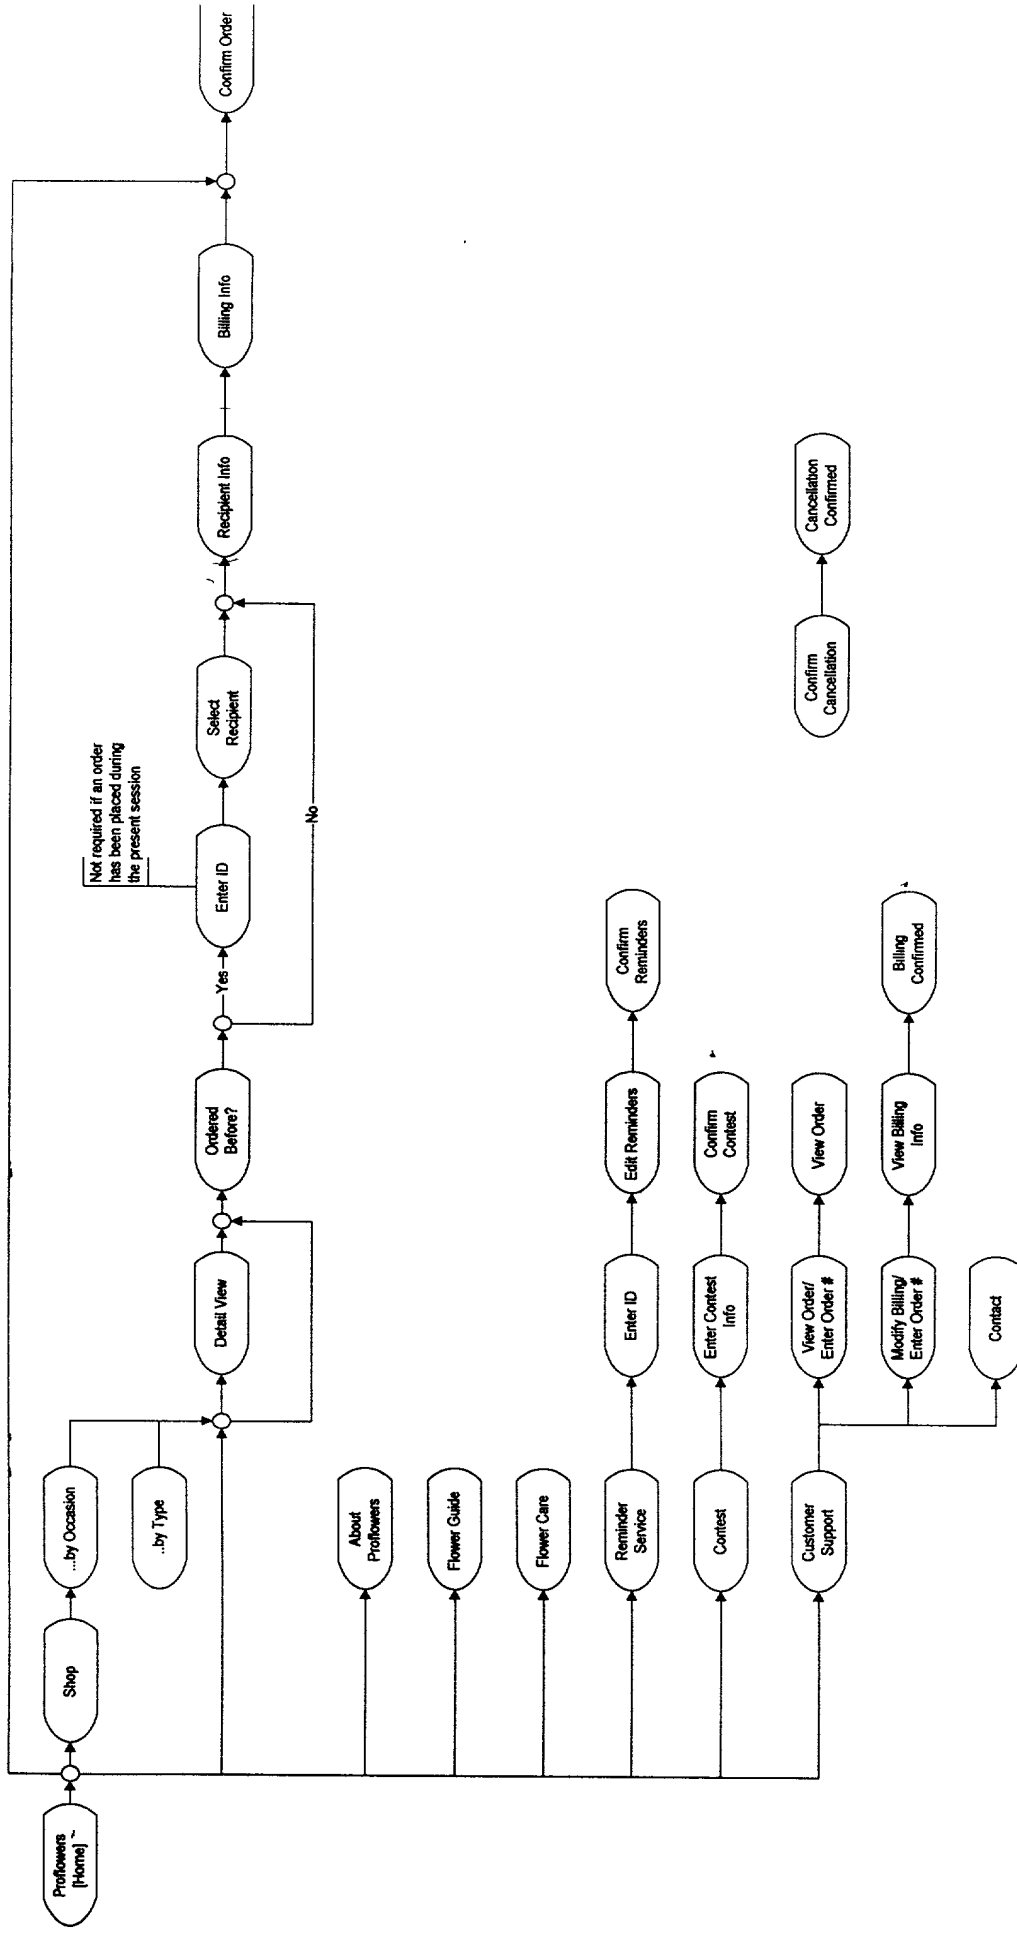 Proflowers
[Home]
Shop
...by Occasion
...by Type
Detail View
Ordered
Before?
Yes
No
Not required if an order
has been placed during
the present session
Enter ID
Select
Recipient
Recipient Info
Billing Info
Confirm Order
About
Proflowers
Flower Guide
Flower Care
Reminder
Service
Enter ID
Edit Reminders
Confirm
Reminders
Contest
Enter Contest
Info
Confirm
Contest
Customer
Support
View Order/
Enter Order #
View Order
Modify Billing/
Enter Order #
View Billing
Info
Billing
Confirmed
Contact
Confirm
Cancellation
Cancellation
Confirmed